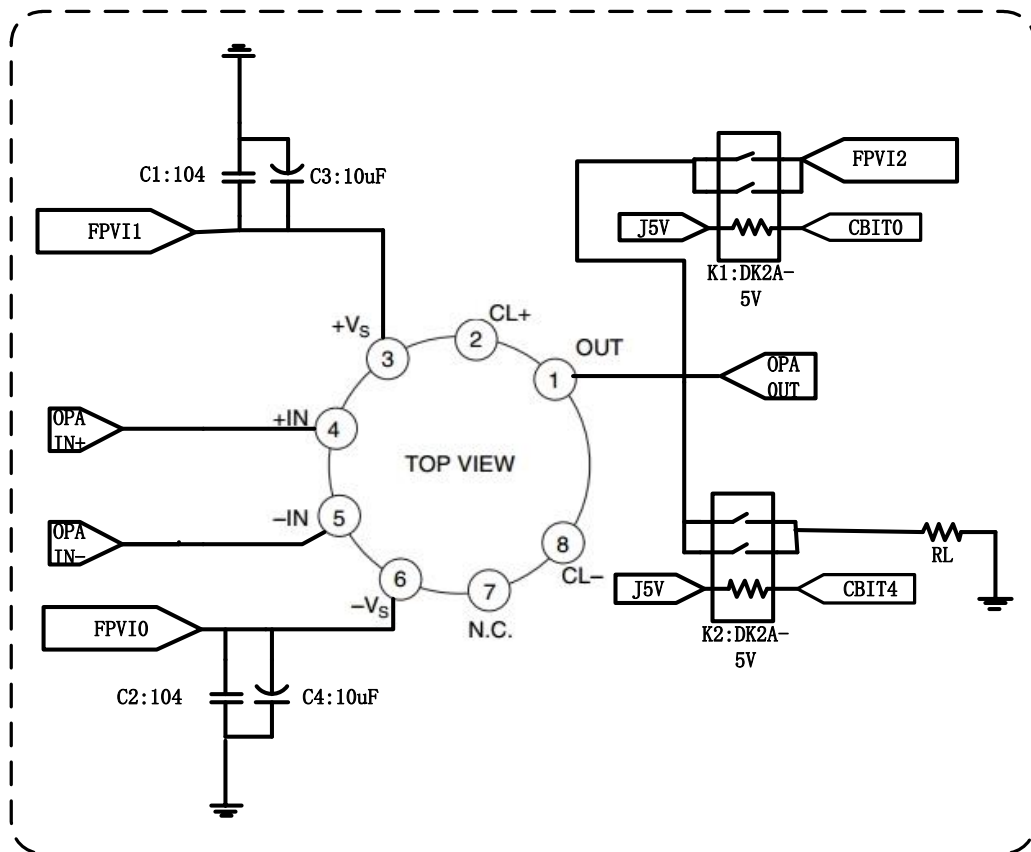 C1:104
C3:10uF
FPVI1
FPVI2
J5V
CBIT0
K1:DK2A-
5V
+VS
CL+
OUT
3
2
1
OPA
OUT
OPA
IN+
+IN
4
TOP VIEW
OPA
IN-
–IN
5
8
CL–
RL
6
7
–VS
N.C.
J5V
CBIT4
K2:DK2A-
5V
FPVI0
C2:104
C4:10uF